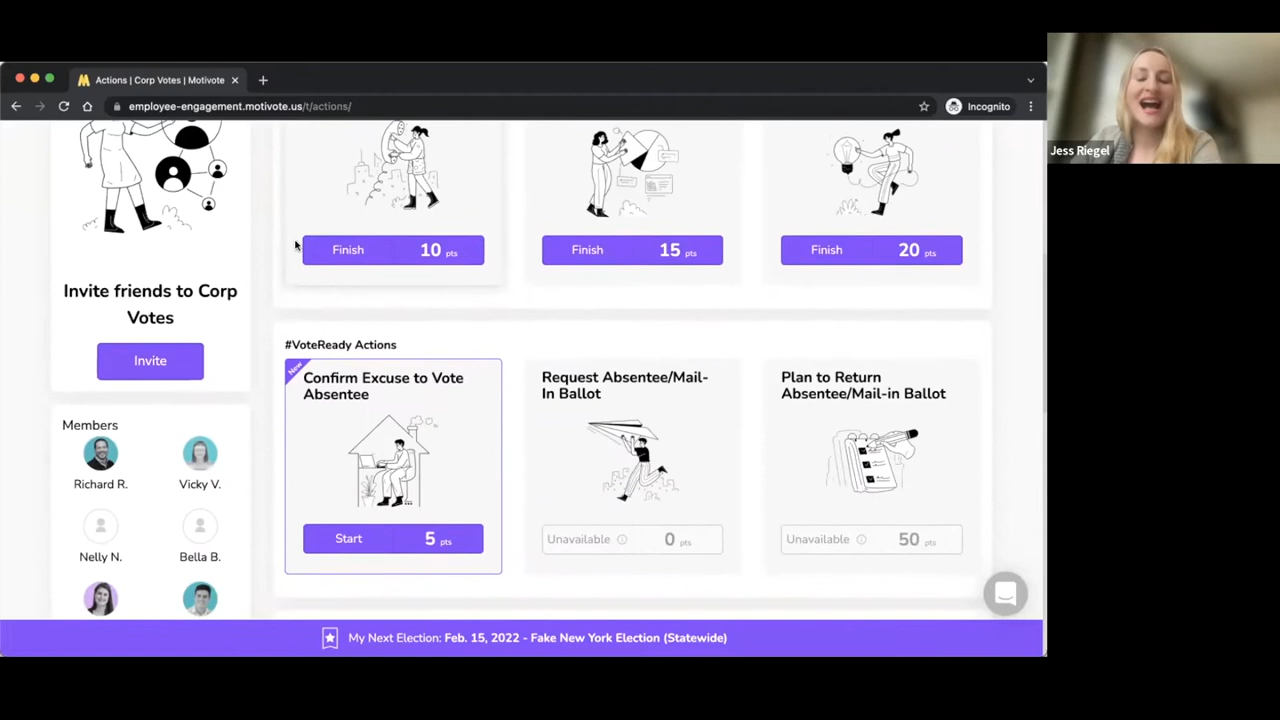 Actions | Corp Votes | Motivote
employee-engagement.motivote.us/t/actions/
Incognito
Jess Riegel
Finish 10 pts
Finish 15 pts
Finish 20 pts
Invite friends to Corp
Votes
Invite
#VoteReady Actions
New
Confirm Excuse to Vote
Absentee
Start 5 pts
Request Absentee/Mail-
In Ballot
Unavailable 0 pts
Plan to Return
Absentee/Mail-in Ballot
Unavailable 50 pts
Members
Richard R.
Vicky V.
Nelly N.
Bella B.
My Next Election: Feb. 15, 2022 - Fake New York Election (Statewide)